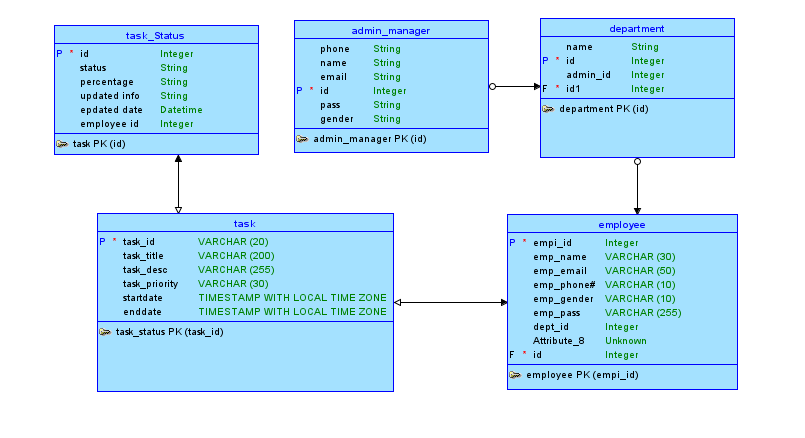 task_Status
P * id Integer
status String
percentage String
updated info String
epdated date Datetime
employee id Integer
task PK (id)
admin_manager
phone String
name String
email String
P * id Integer
pass String
gender String
admin_manager PK (id)
department
name String
P * id Integer
admin_id Integer
F * id1 Integer
department PK (id)
task
P * task_id VARCHAR (20)
task_title VARCHAR (200)
task_desc VARCHAR (255)
task_priority VARCHAR (30)
startdate TIMESTAMP WITH LOCAL TIME ZONE
enddate TIMESTAMP WITH LOCAL TIME ZONE
task_status PK (task_id)
employee
P * empi_id Integer
emp_name VARCHAR (30)
emp_email VARCHAR (50)
emp_phone# VARCHAR (10)
emp_gender VARCHAR (10)
emp_pass VARCHAR (255)
dept_id Integer
Attribute_8 Unknown
F * id Integer
employee PK (empi_id)